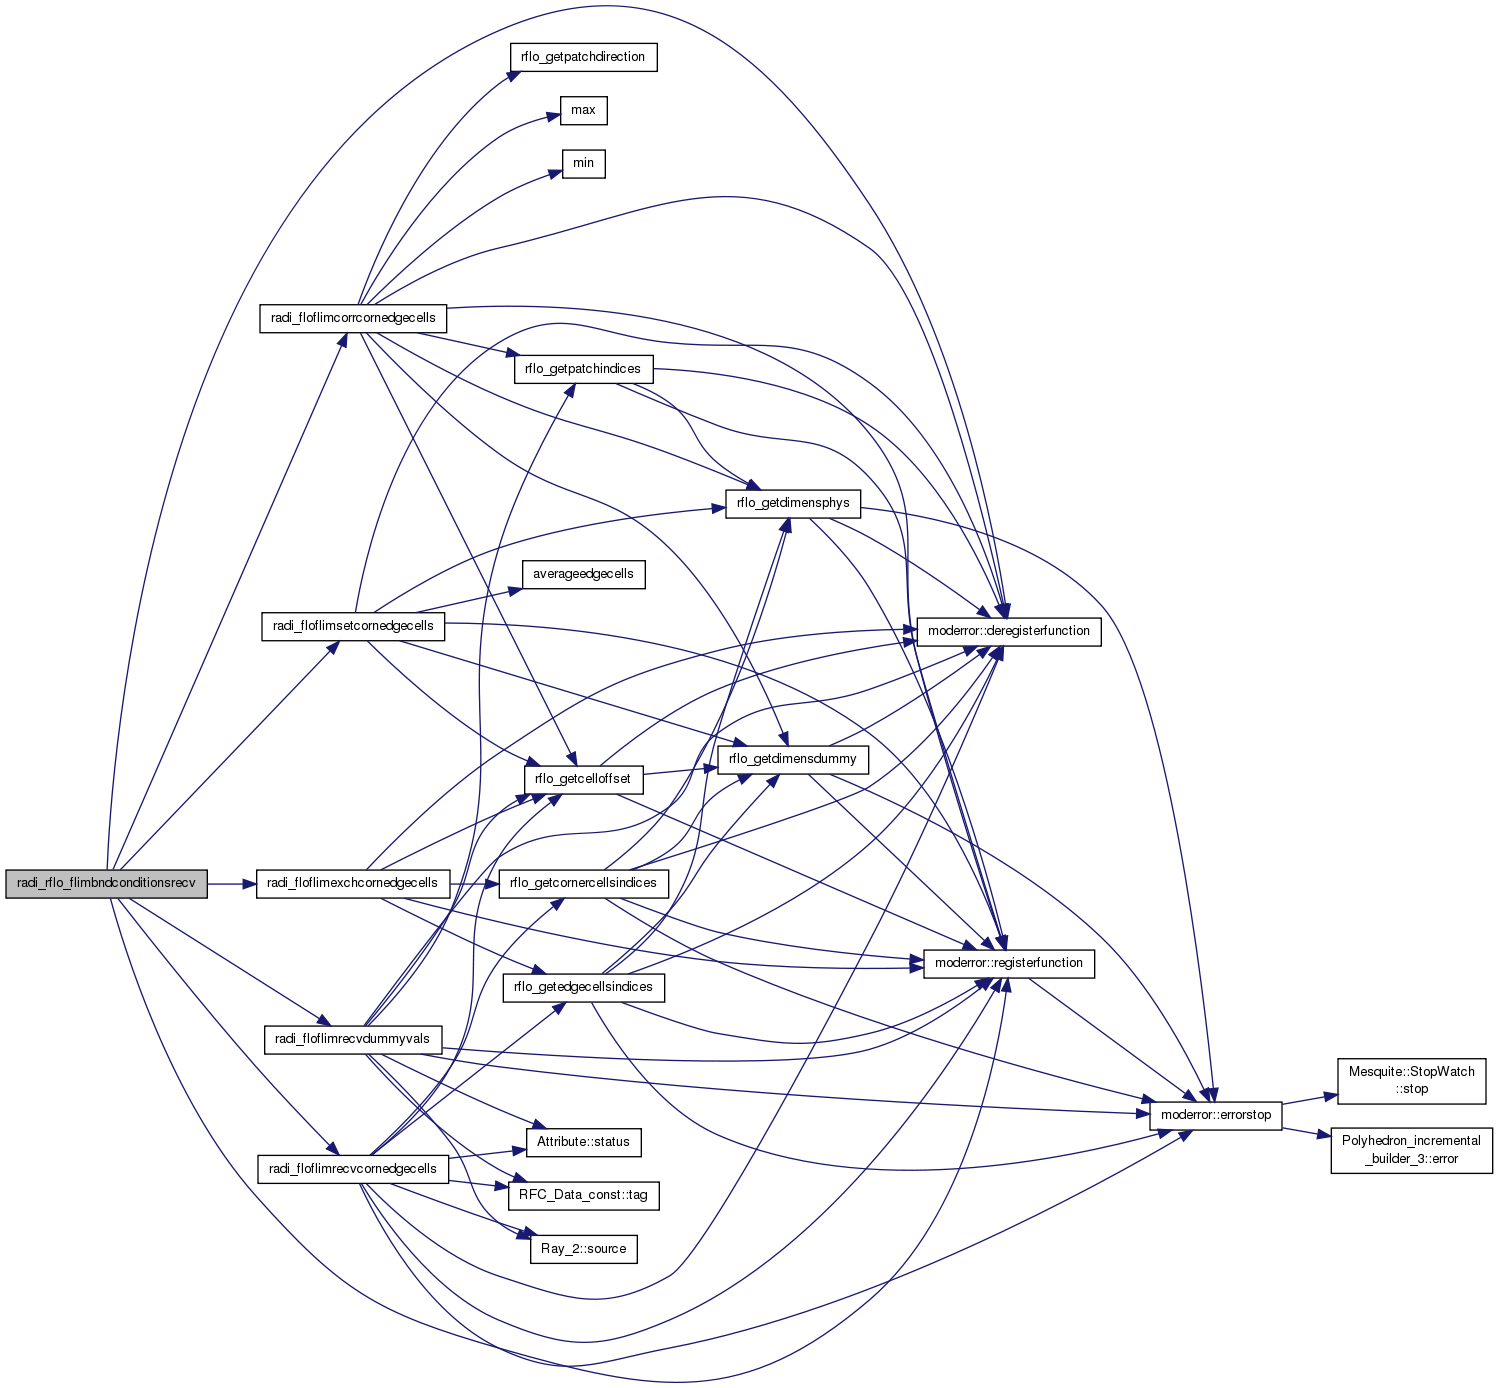 rflo_getpatchdirection
max
min
radi_floflimcorrcornedgecells
rflo_getpatchindices
rflo_getdimensphys
averageedgecells
radi_floflimsetcornedgecells
moderror::deregisterfunction
rflo_getdimensdummy
rflo_getcelloffset
radi_rflo_flimbndconditionsrecv
radi_floflimexchcornedgecells
rflo_getcornercellsindices
moderror::registerfunction
rflo_getedgecellsindices
radi_floflimrecvdummyvals
Mesquite::StopWatch
::stop
moderror::errorstop
Attribute::status
Polyhedron_incremental
_builder_3::error
radi_floflimrecvcornedgecells
RFC_Data_const::tag
Ray_2::source